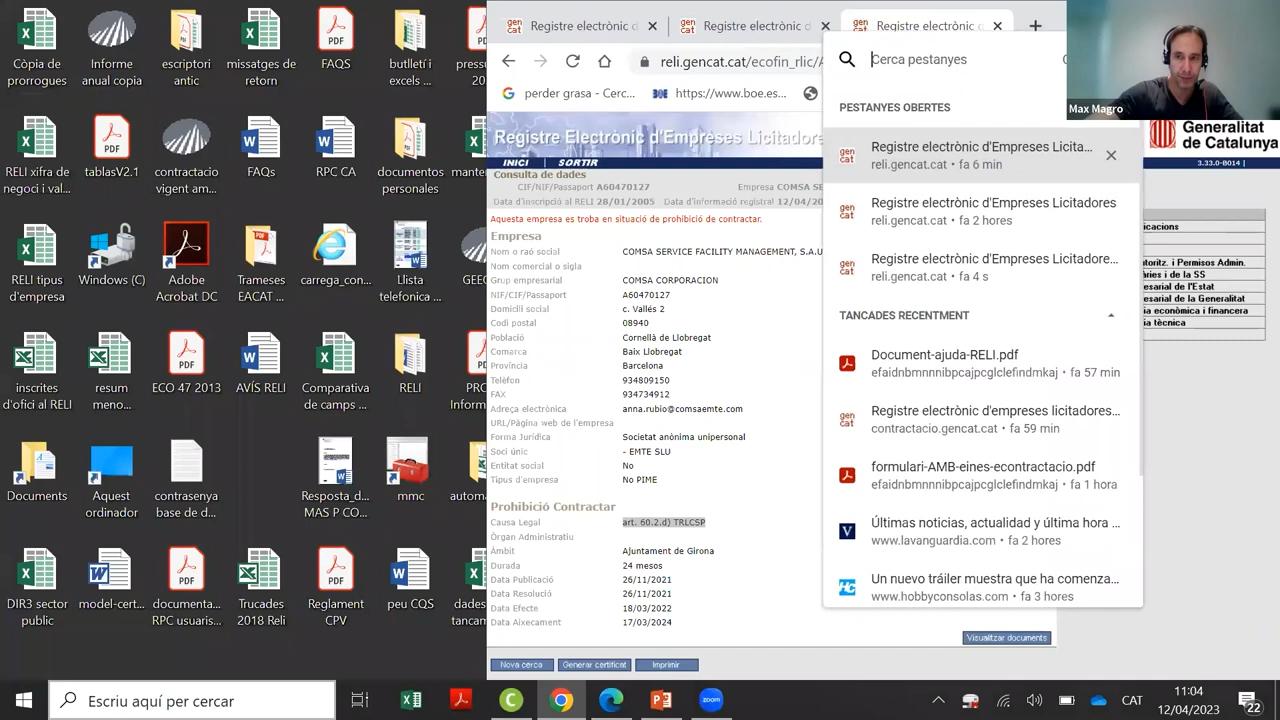 Còpia de
prorrogues
Informe
anual copia
escriptori
antic
missatges
de retorn
FAQS
butlletí i
excels ...
RELI xifra de
negoci i val...
tablasV2.1
contractació
vigent am...
FAQs
RPC CA
documentos
personales
RELI tipus
d'empresa
Windows (C)
Adobe
Acrobat DC
Trameses
EACAT ...
carrega_con...
Llista
telefonica ...
inscrites
d'ofici al RELI
resum
meno...
ECO 47 2013
AVÍS RELI
Comparativa
de camps ...
RELI
Documents
Aquest
ordinador
contrasenya
base de d...
Resposta_d...
MAS P CO...
mmc
DIR3 sector
públic
model-cert...
documenta...
RPC usuaris...
Trucades
2018 Reli
Reglament
CPV
peu CQS
Escriu aquí per cercar
Registre electrònic d
Registre electrònic d
Registre electrònic
reli.gencat.cat/ecofin_rlic/
perder grasa - Cerc...
https://www.boe.es...
Registre Electrònic d'Empreses Licitadores
INICI
SORTIR
Consulta de dades
CIF/NIF/Passaport A60470127
Empresa COMSA SE
Data d'inscripció al RELI 28/01/2005
Data d'informació registral 12/04/20
Aquesta empresa es troba en situació de prohibició de contractar.
Empresa
Nom o raó social COMSA SERVICE FACILITY MANAGEMENT, S.A.U
Nom comercial o sigla
Grup empresarial COMSA CORPORACION
NIF/CIF/Passaport A60470127
Domicili social c. Vallés 2
Codi postal 08940
Població Cornellà de Llobregat
Comarca Baix Llobregat
Província Barcelona
Telèfon 934809150
FAX 934734912
Adreça electrònica anna.rubio@comsaemte.com
URL/Pàgina web de l'empresa
Forma Jurídica Societat anònima unipersonal
Soci únic - EMTE SLU
Entitat social No
Tipus d'empresa No PIME
Prohibició Contractar
Causa Legal art. 60.2.d) TRLCSP
Òrgan Administratiu
Àmbit Ajuntament de Girona
Durada 24 mesos
Data Publicació 26/11/2021
Data Resolució 26/11/2021
Data Efecte 18/03/2022
Data Aixecament 17/03/2024
Visualitzar documents
Nova cerca
Generar certificat
Imprimir
Cerca pestanyes
PESTANYES OBERTES
Registre electrònic d'Empreses Licita...
reli.gencat.cat • fa 6 min
Registre electrònic d'Empreses Licitadores
reli.gencat.cat • fa 2 hores
Registre electrònic d'Empreses Licitadore...
reli.gencat.cat • fa 4 s
TANCADES RECENTMENT
Document-ajuda-RELI.pdf
efaidnbmnnnibpcajpcglclefindmkaj • fa 57 min
Registre electrònic d'empreses licitadores...
contractacio.gencat.cat • fa 59 min
formulari-AMB-eines-econtractacio.pdf
efaidnbmnnnibpcajpcglclefindmkaj • fa 1 hora
Últimas noticias, actualidad y última hora ...
www.lavanguardia.com • fa 2 hores
Un nuevo tráiler muestra que ha comenza...
www.hobbyconsolas.com • fa 3 hores
Max Magro
Generalitat
de Catalunya
3.33.0-B014 |
CAT
11:04
12/04/2023
22